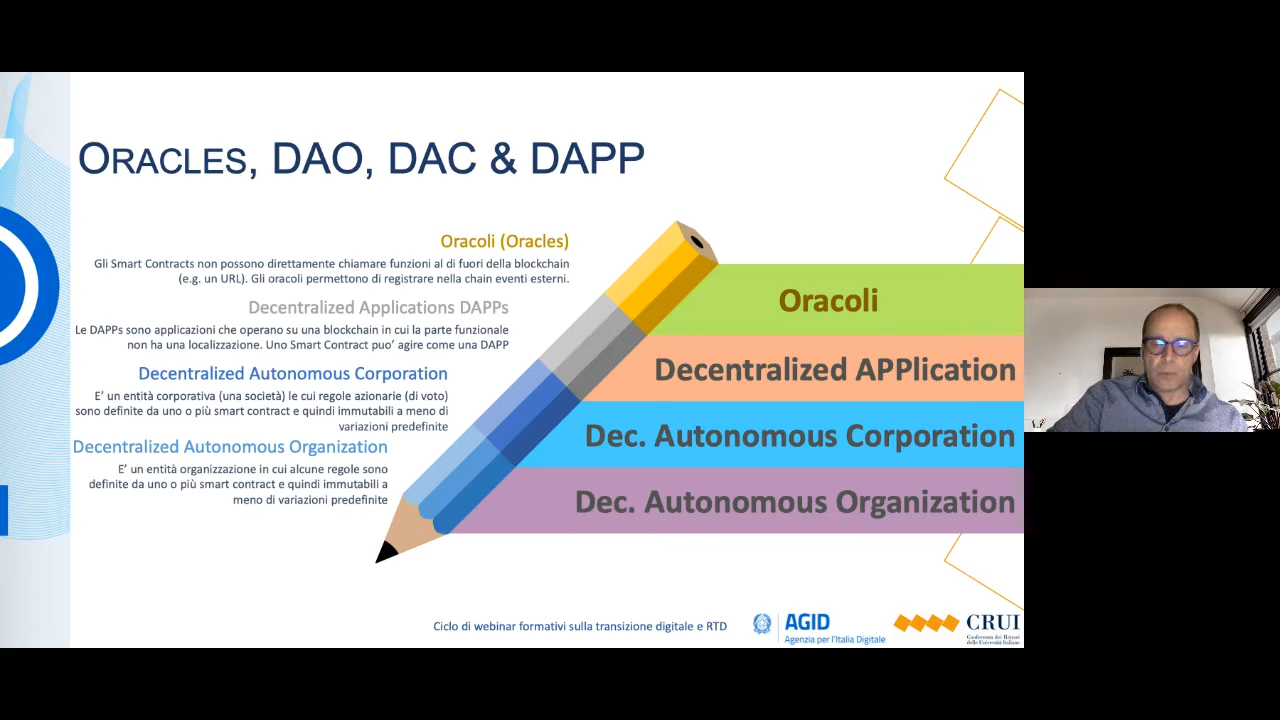 ORACLES, DAO, DAC & DAPP
Oracoli (Oracles)
Gli Smart Contracts non possono direttamente chiamare funzioni al di fuori della blockchain
(e.g. un URL). Gli oracoli permettono di registrare nella chain eventi esterni.
Decentralized Applications DAPPs
Le DAPPs sono applicazioni che operano su una blockchain in cui la parte funzionale
non ha una localizzazione. Uno Smart Contract puo' agire come una DAPP
Decentralized Autonomous Corporation
E' un entità corporativa (una società) le cui regole azionarie (di voto)
sono definite da uno o più smart contract e quindi immutabili a meno di
variazioni predefinite
Decentralized Autonomous Organization
E' un entità organizzazione in cui alcune regole sono
definite da uno o più smart contract e quindi immutabili a
meno di variazioni predefinite
Oracoli
Decentralized APPlication
Dec. Autonomous Corporation
Dec. Autonomous Organization
Ciclo di webinar formativi sulla transizione digitale e RTD
AGID
Agenzia per l'Italia Digitale
CRUI
Conferenza dei Rettori
delle Università Italiane